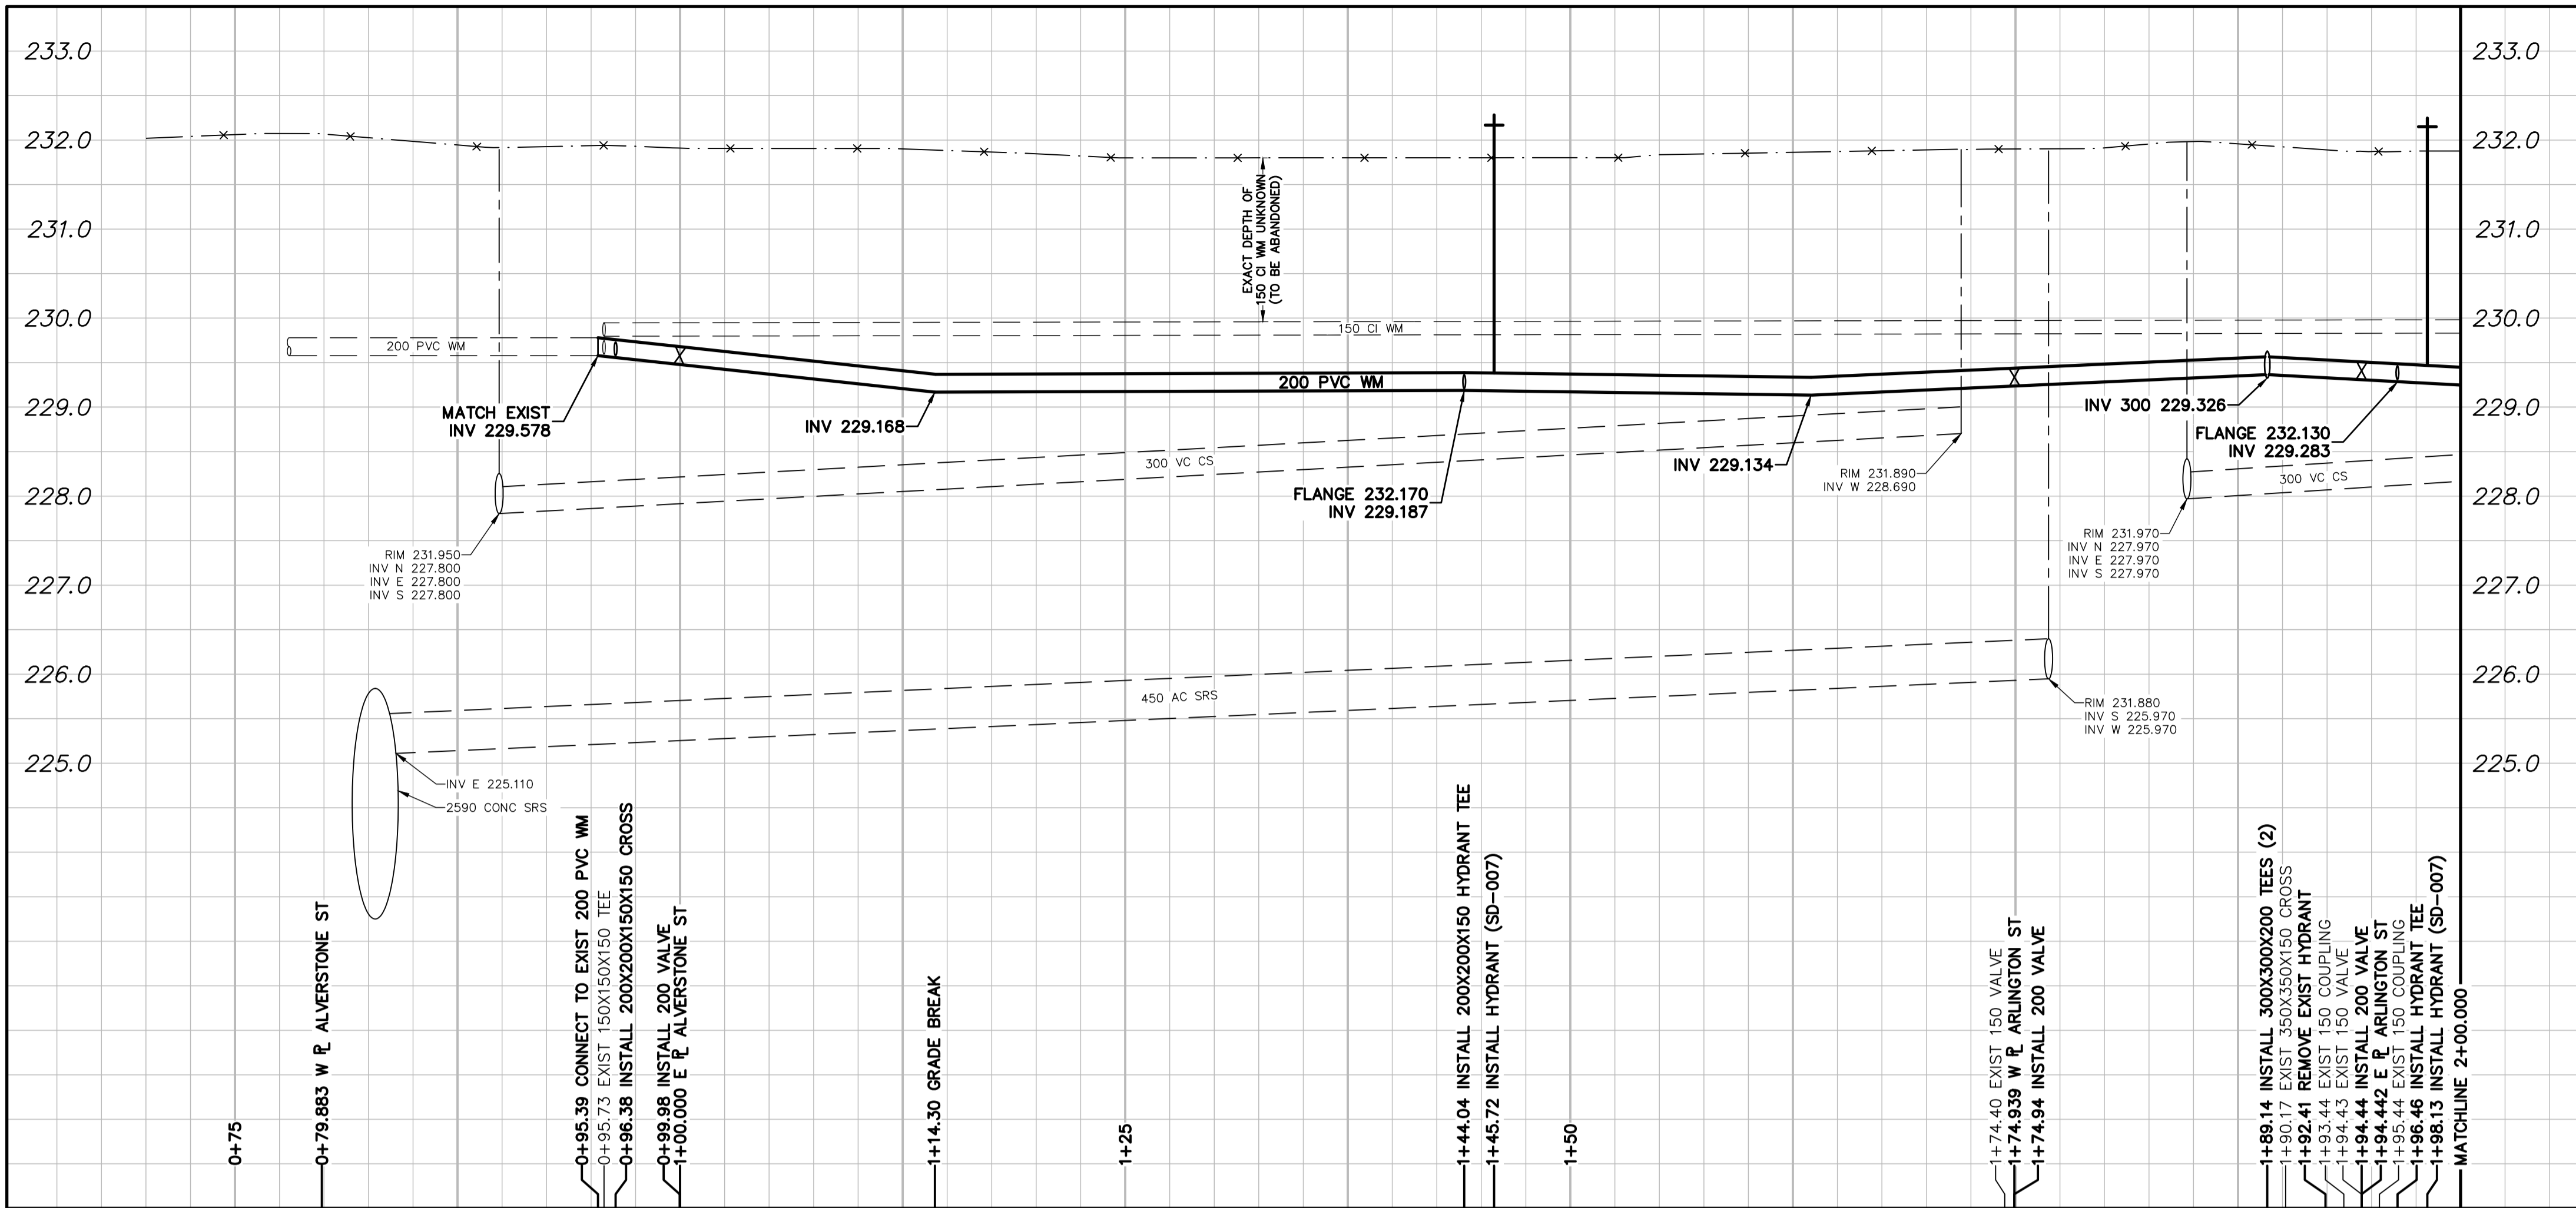 233.0
233.0
232.0
232.0
231.0
231.0
230.0
230.0
229.0
229.0
228.0
228.0
227.0
227.0
226.0
226.0
225.0
225.0
EXACT DEPTH OF
150 CI WM UNKNOWN
(TO BE ABANDONED)
150 CI WM
200 PVC WM
200 PVC WM
MATCH EXIST
INV 229.578
INV 229.168
300 VC CS
FLANGE 232.170
INV 229.187
INV 229.134
RIM 231.890
INV W 228.690
INV 300 229.326
FLANGE 232.130
INV 229.283
300 VC CS
RIM 231.950
INV N 227.800
INV E 227.800
INV S 227.800
RIM 231.970
INV N 227.970
INV E 227.970
INV S 227.970
450 AC SRS
RIM 231.880
INV S 225.970
INV W 225.970
INV E 225.110
2590 CONC SRS
0+75
0+79.883 W PL ALVERSTONE ST
0+95.39 CONNECT TO EXIST 200 PVC WM
0+95.73 EXIST 150X150X150 TEE
0+96.38 INSTALL 200X200X150X150 CROSS
0+99.98 INSTALL 200 VALVE
1+00.000 E PL ALVERSTONE ST
1+14.30 GRADE BREAK
1+25
1+44.04 INSTALL 200X200X150 HYDRANT TEE
1+45.72 INSTALL HYDRANT (SD-007)
1+50
1+74.40 EXIST 150 VALVE
1+74.939 W PL ARLINGTON ST
1+74.94 INSTALL 200 VALVE
1+89.14 INSTALL 300X300X200 TEES (2)
1+90.17 EXIST 350X350X150 CROSS
1+92.41 REMOVE EXIST HYDRANT
1+93.44 EXIST 150 COUPLING
1+94.43 EXIST 150 VALVE
1+94.44 INSTALL 200 VALVE
1+94.442 E PL ARLINGTON ST
1+95.44 EXIST 150 COUPLING
1+96.46 INSTALL HYDRANT TEE
1+98.13 INSTALL HYDRANT (SD-007)
MATCHLINE 2+00.000